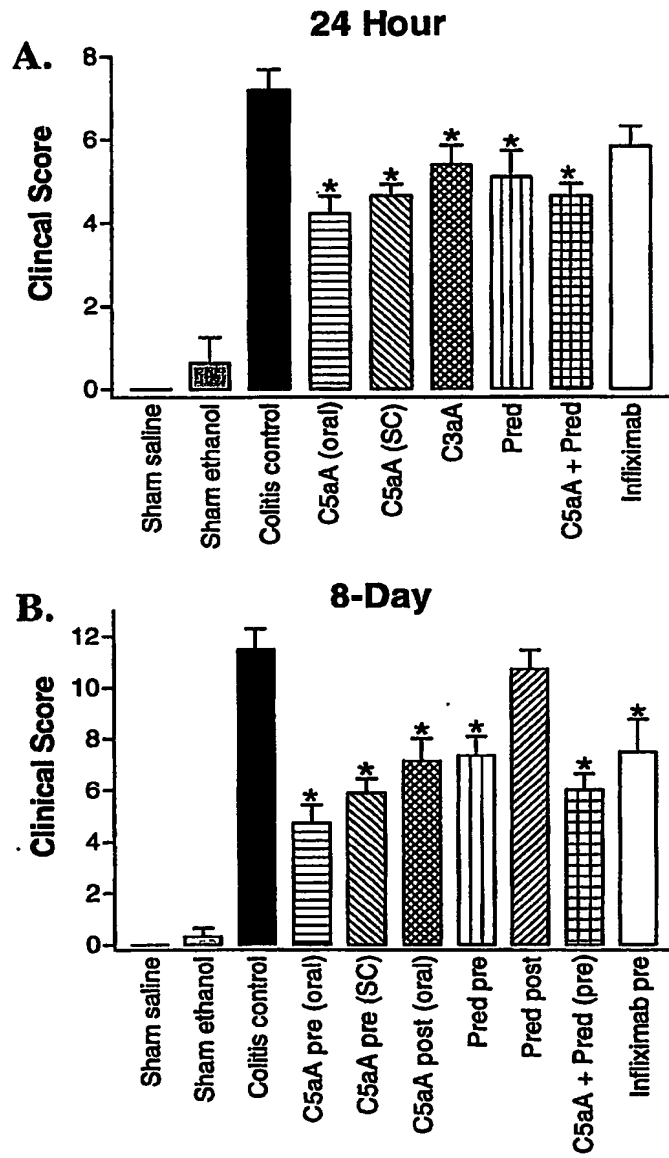 24 Hour
A.
8
6
4
2
0
Clincal Score
* * * * *
Sham saline
Sham ethanol
Colitis control
C5aA (oral)
C5aA (SC)
C3aA
Pred
C5aA + Pred
Infliximab
8-Day
B.
12
10
8
6
4
2
0
Clinical Score
* * * * * *
Sham saline
Sham ethanol
Colitis control
C5aA pre (oral)
C5aA pre (SC)
C5aA post (oral)
Pred pre
Pred post
C5aA + Pred (pre)
Infliximab pre